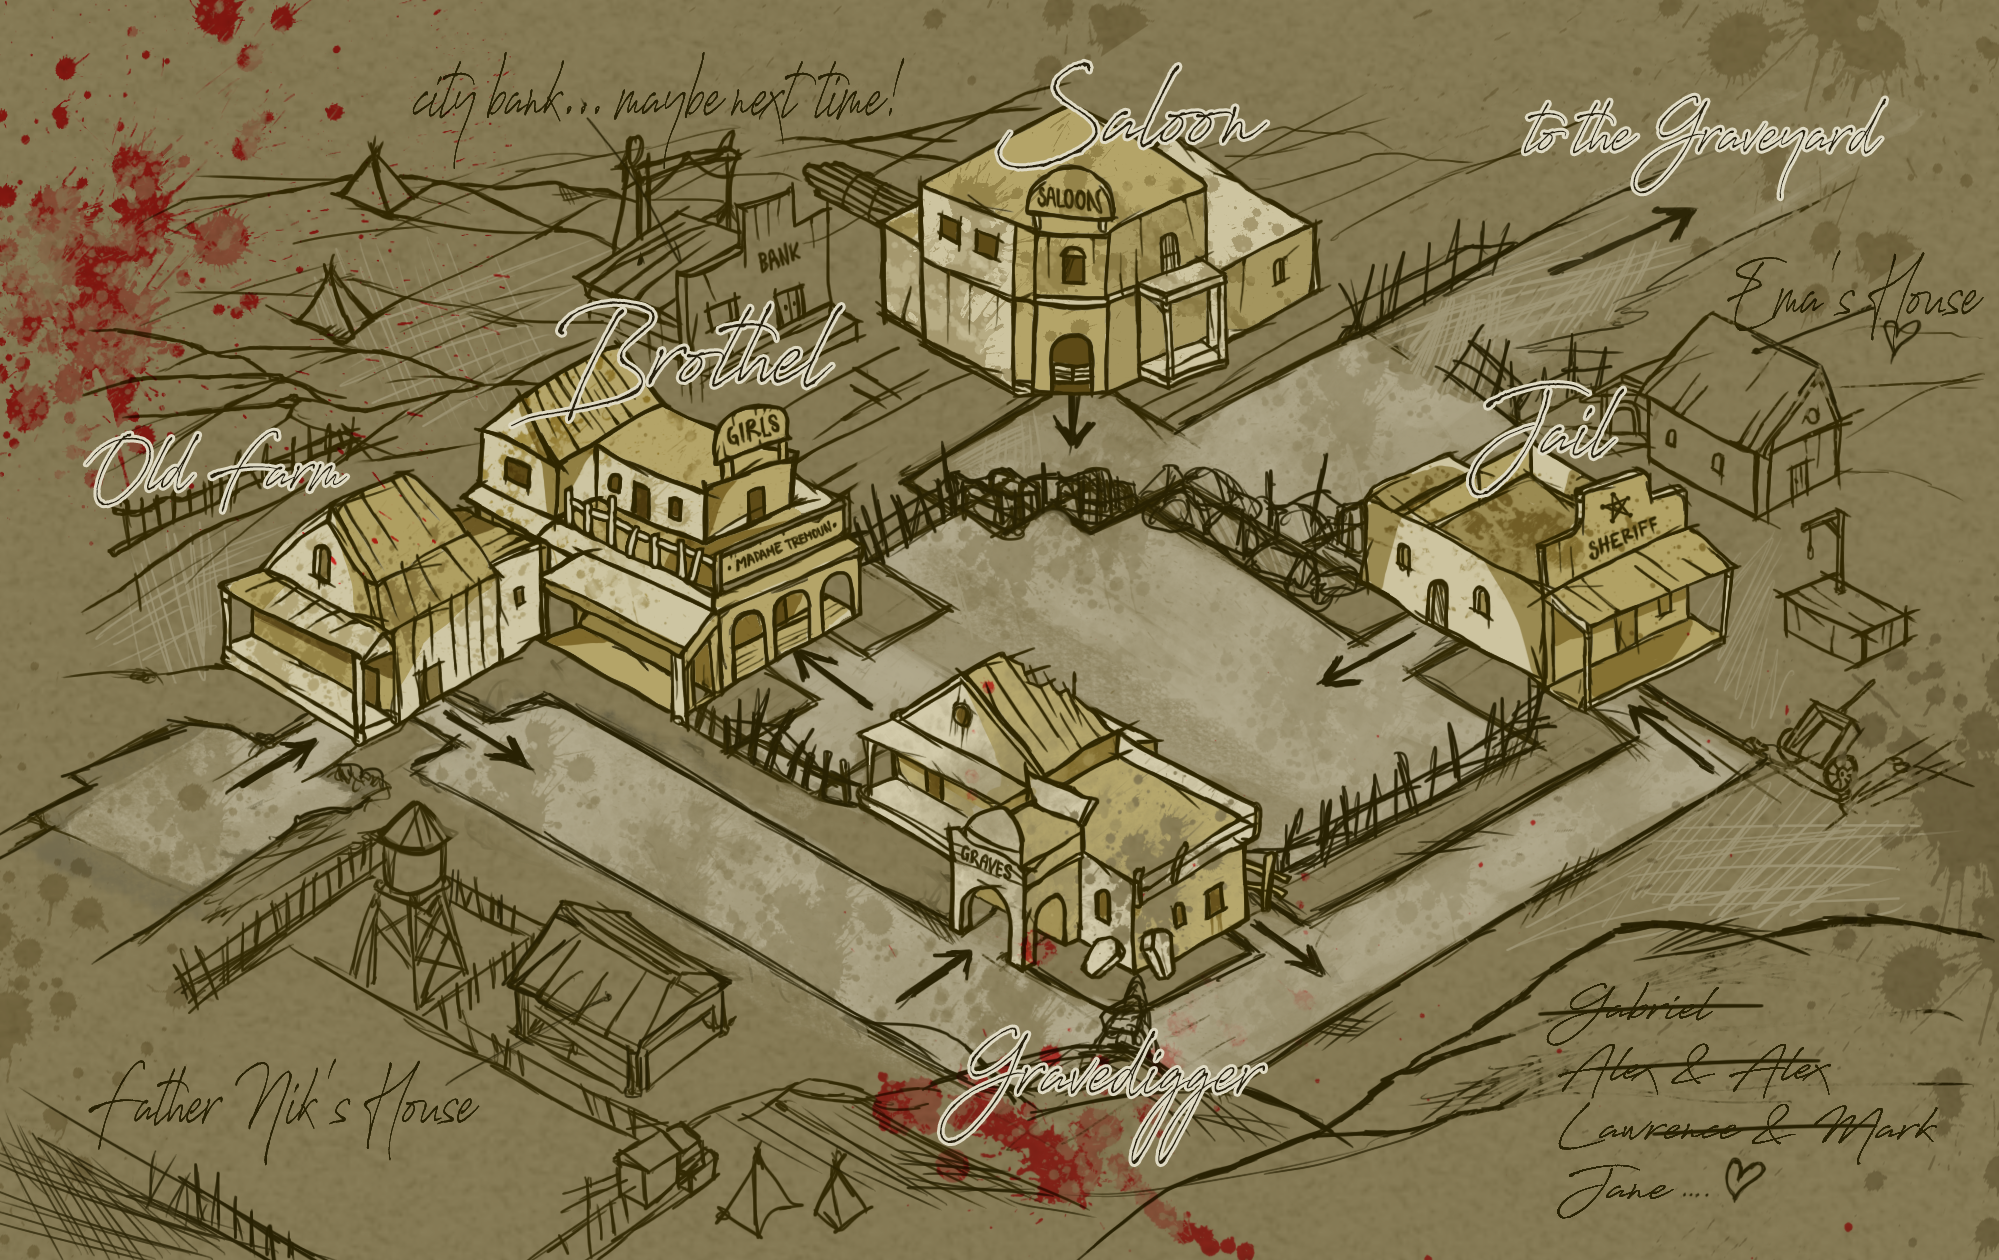 city bank... maybe next time!
Saloon
to the Graveyard
SALOON
BANK
Ema's House
Brothel
GIRLS
Jail
Old Farm
SHERIFF
• MADAME TREMOUN •
GRAVES
Gravedigger
Father Nik's House
Gabriel
Alex & Alex
Lawrence & Mark
Jane ....